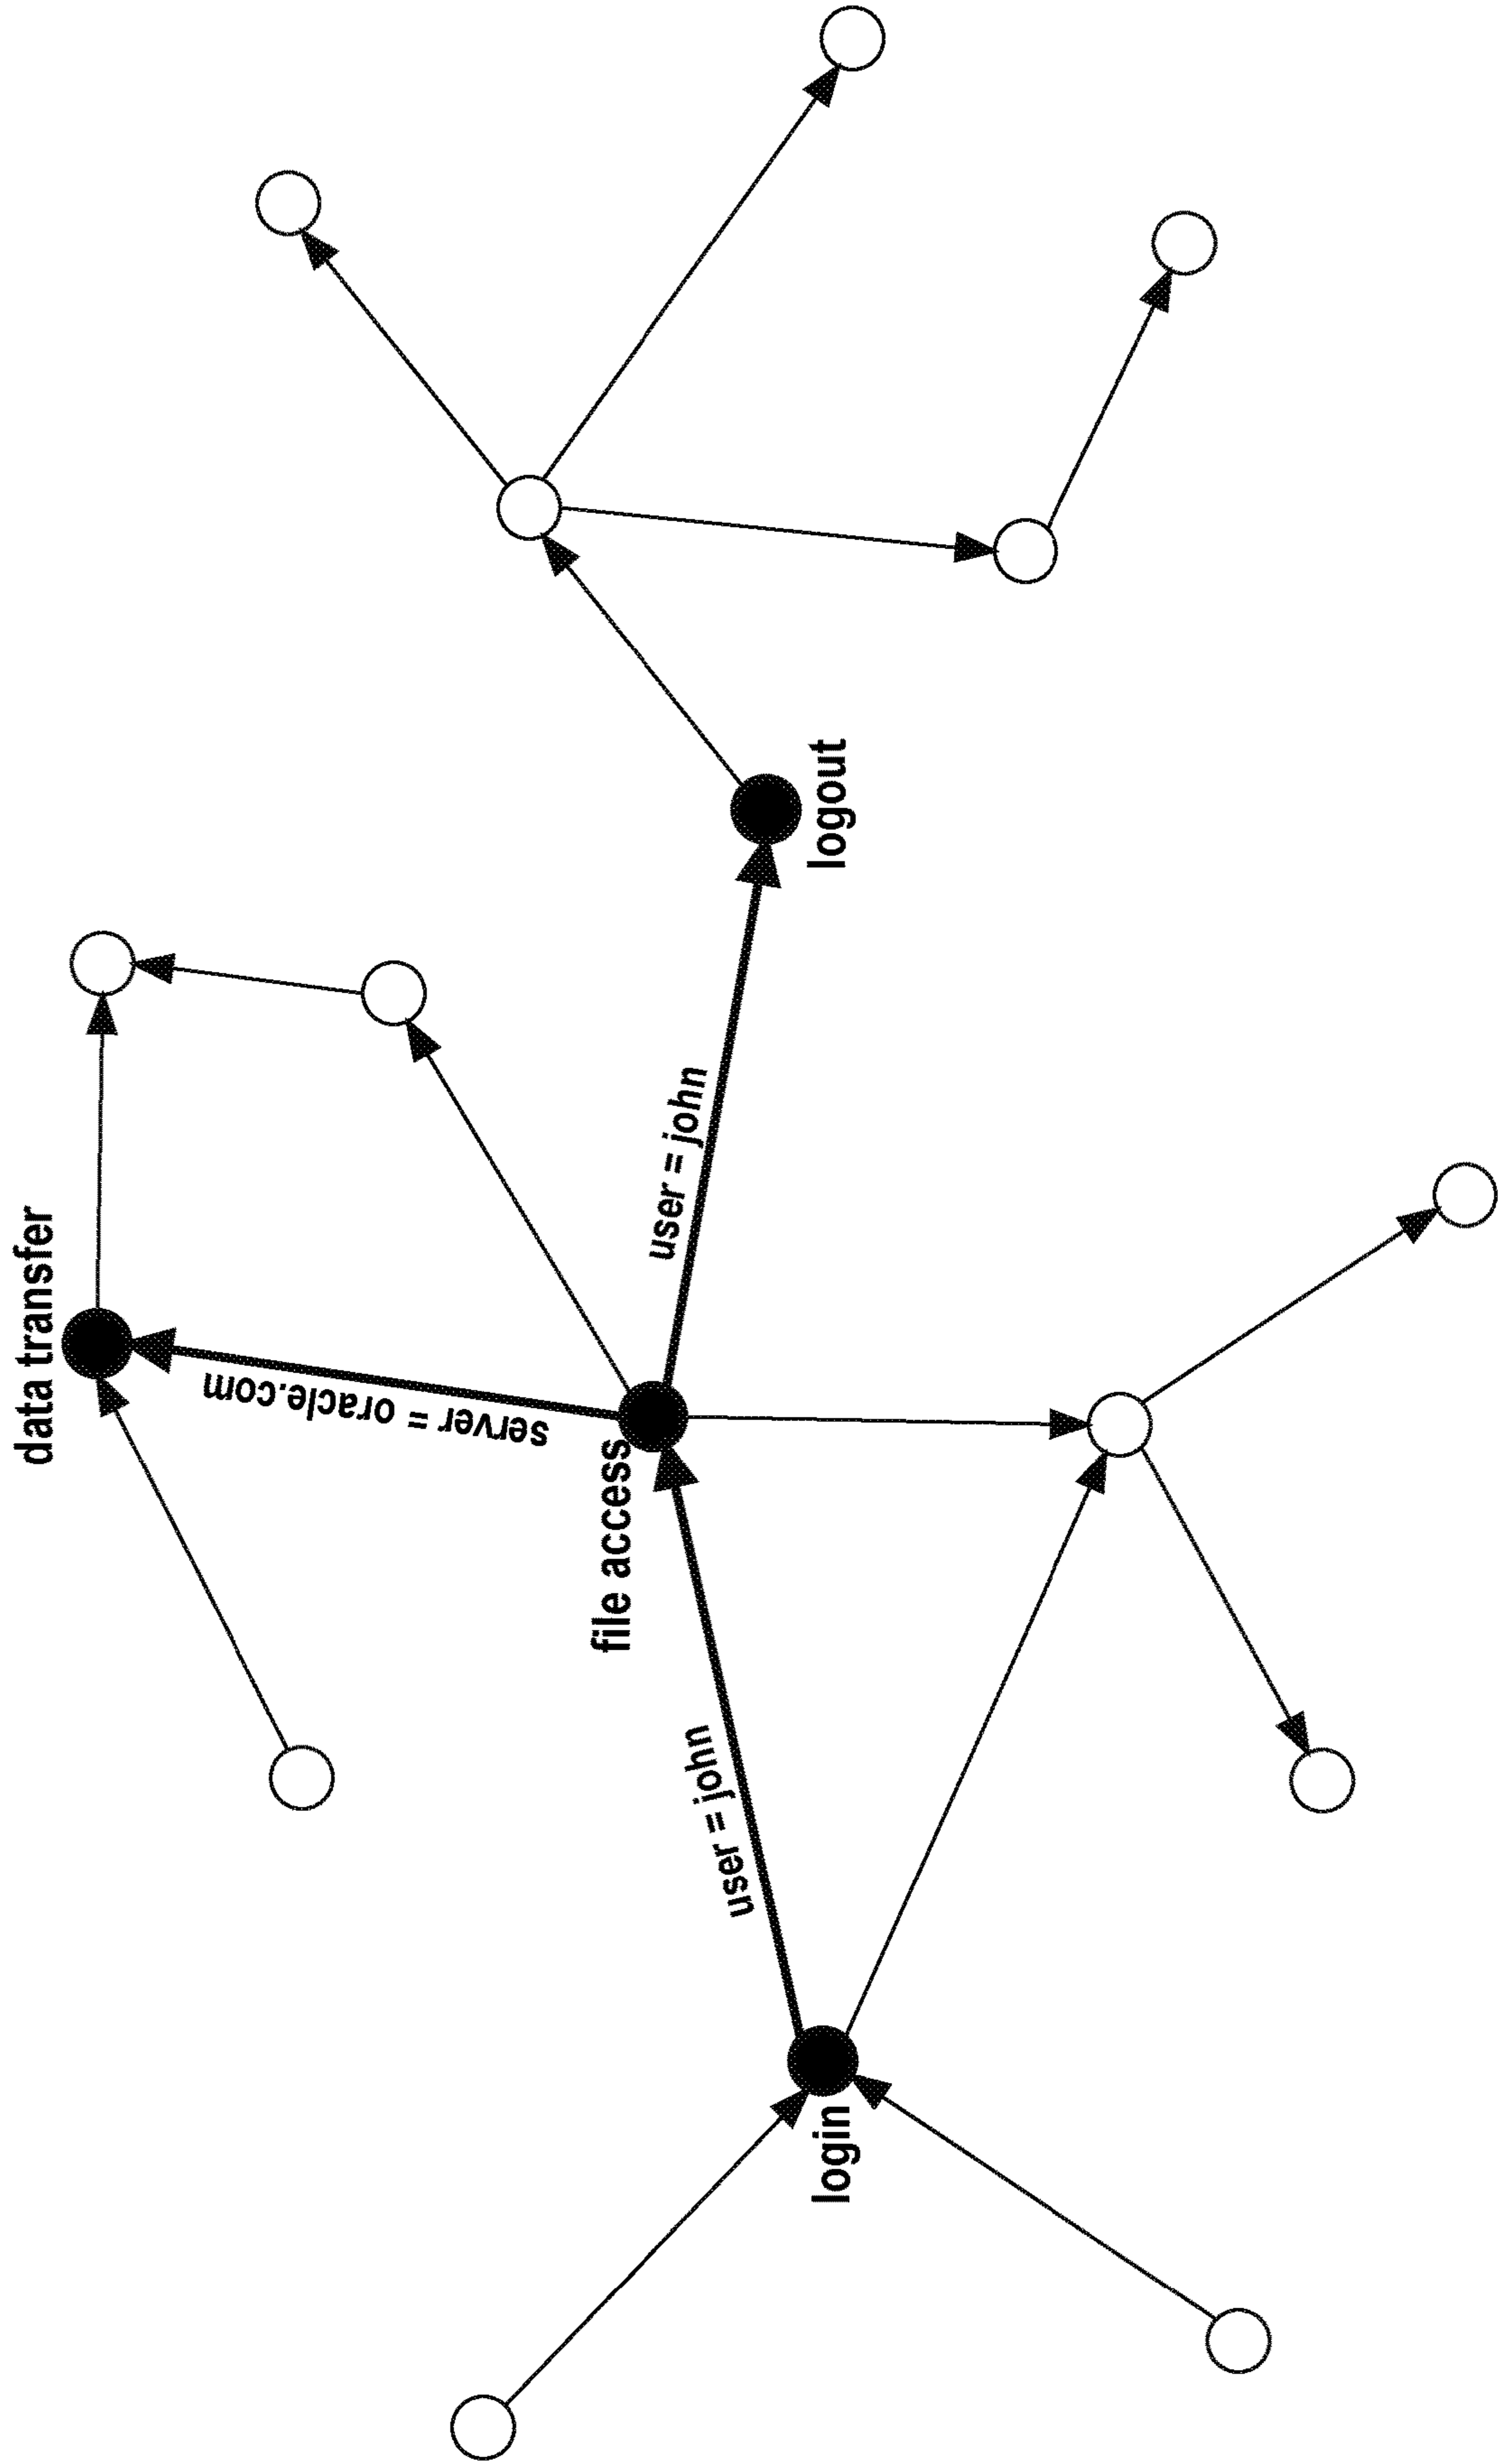 data transfer
server = oracle.com
file access
user = john
user = john
login
logout